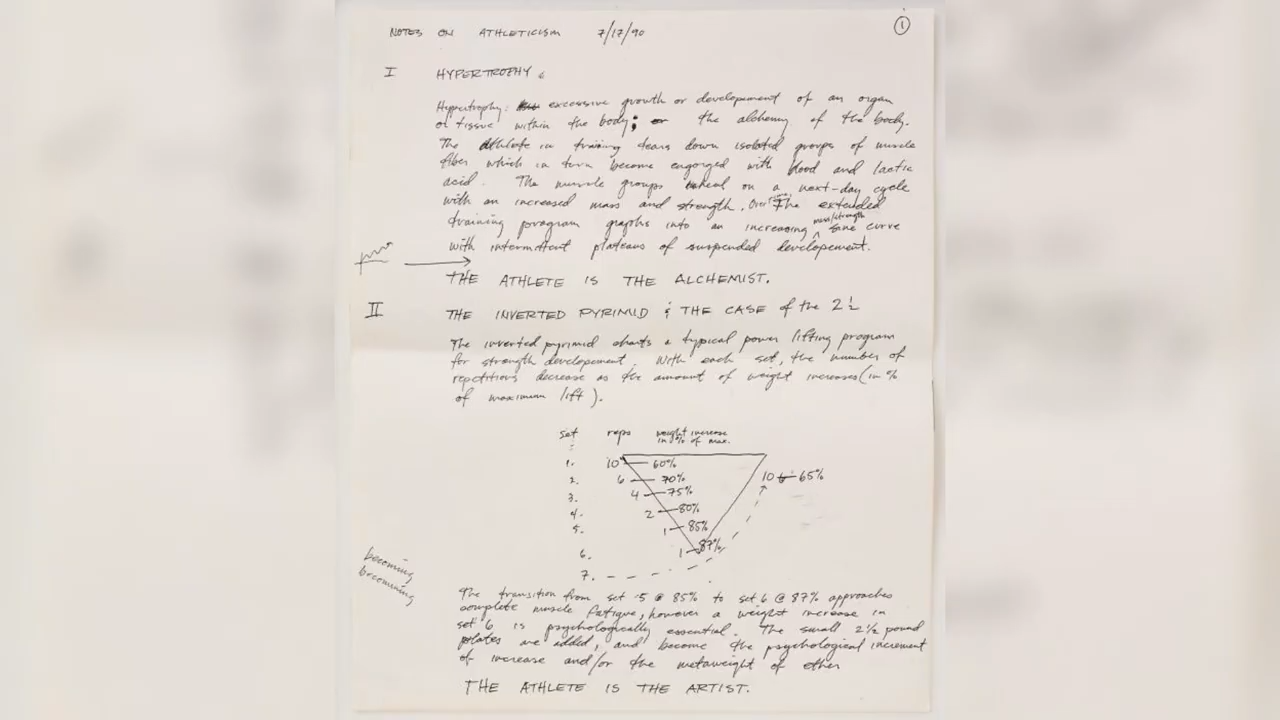 NOTES ON ATHLETICISM 7/17/90
1
I HYPERTROPHY.
Hypertrophy: excessive growth or developement of an organ
or tissue within the body; or the alchemy of the body.
The Athlete in training tears down isolated groups of muscle
fiber which in turn become engorged with blood and lactic
acid. The muscle groups heal on a next-day cycle
with an increased mass and strength. Over time The extended
training program graphs into an increasing mass/strength sine curve
with intermittent plateaus of suspended developement.
THE ATHLETE IS THE ALCHEMIST.
II THE INVERTED PYRIMID & THE CASE of the 2 ½
The inverted pyrimid charts a typical power lifting program
for strength developement. With each set, the number of
repetitions decrease as the amount of weight increases (in %
of maximum lift).
set reps weight increase
in % of max.
1. 10 60%
2. 6 70%
3. 4 75%
4. 2 80%
5. 1 85%
6. 1 87%
7. 10 65%
becoming
becomining
The transition from set 5 @ 85% to set 6 @ 87% approaches
complete muscle fatigue, however a weight increase in
set 6 is psychologically essential. The small 2½ pound
plates are added, and become the psychological increment
of increase and/or the metaweight of ether
THE ATHLETE IS THE ARTIST.